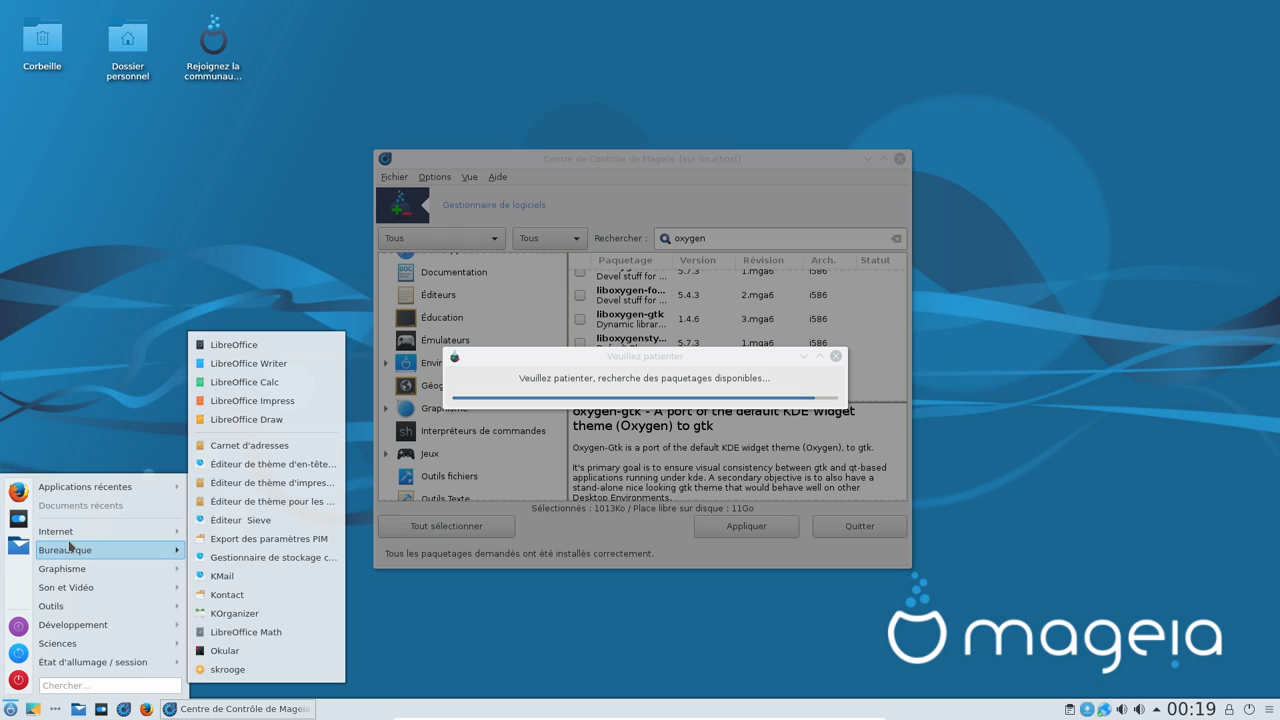 Corbeille
Dossier
personnel
Rejoignez la
communau...
Centre de Contrôle de Mageia [sur localhost]
Fichier
Options
Vue
Aide
Gestionnaire de logiciels
Tous
Tous
Rechercher :
oxygen
Documentation
Éditeurs
Éducation
Émulateurs
Envir
Géog
Graphism
Interpréteurs de commandes
Jeux
Outils fichiers
Outils Texte
Paquetage
Version
Révision
Arch.
Statut
Devel stuff for ...
5.7.3
1.mga6
i586
liboxygen-fo...
Devel stuff for ...
5.4.3
2.mga6
i586
liboxygen-gtk
Dynamic librar...
1.4.6
3.mga6
i586
liboxygensty...
5.7.3
1.mga6
i586
Veuillez patienter
Veuillez patienter, recherche des paquetages disponibles...
oxygen-gtk - A port of the default KDE widget
theme (Oxygen) to gtk
Oxygen-Gtk is a port of the default KDE widget theme (Oxygen), to gtk.
It's primary goal is to ensure visual consistency between gtk and qt-based
applications running under kde. A secondary objective is to also have a
stand-alone nice looking gtk theme that would behave well on other
Desktop Environments.
Sélectionnés : 1013Ko / Place libre sur disque : 11Go
Tout sélectionner
Appliquer
Quitter
Tous les paquetages demandés ont été installés correctement.
LibreOffice
LibreOffice Writer
LibreOffice Calc
LibreOffice Impress
LibreOffice Draw
Carnet d'adresses
Éditeur de thème d'en-tête...
Éditeur de thème d'impres...
Éditeur de thème pour les ...
Éditeur Sieve
Export des paramètres PIM
Gestionnaire de stockage c...
KMail
Kontact
KOrganizer
LibreOffice Math
Okular
skrooge
Applications récentes
Documents récents
Internet
Bureautique
Graphisme
Son et Vidéo
Outils
Développement
Sciences
État d'allumage / session
Chercher...
mageia
Centre de Contrôle de Mageia
00:19